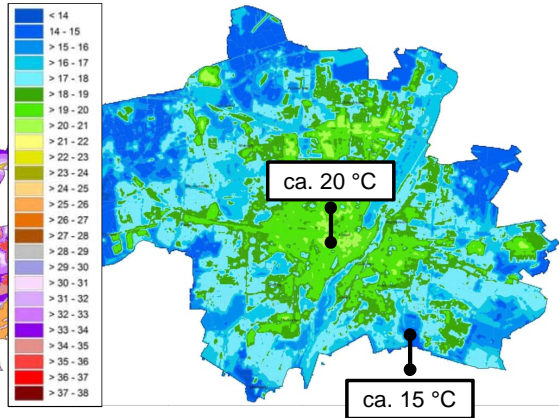 < 14
14 - 15
> 15 - 16
> 16 - 17
> 17 - 18
> 18 - 19
> 19 - 20
> 20 - 21
> 21 - 22
> 22 - 23
> 23 - 24
> 24 - 25
> 25 - 26
> 26 - 27
> 27 - 28
> 28 - 29
> 29 - 30
> 30 - 31
> 31 - 32
> 32 - 33
> 33 - 34
> 34 - 35
> 35 - 36
> 36 - 37
> 37 - 38
ca. 20 °C
ca. 15 °C